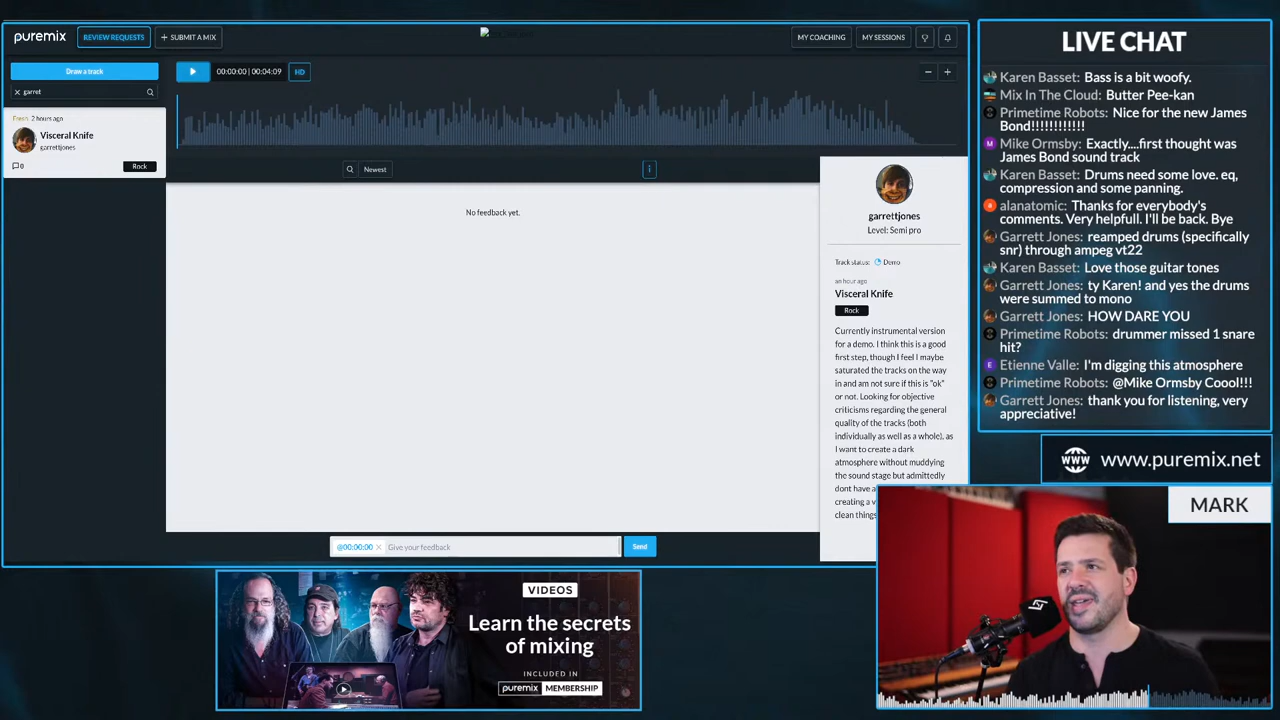 puremix
REVIEW REQUESTS
+ SUBMIT A MIX
MY COACHING
MY SESSIONS
Draw a track
× garret
Fresh 2 hours ago
Visceral Knife
garrettjones
0
Rock
00:00:00 | 00:04:09
HD
Newest
No feedback yet.
@00:00:00 ×
Give your feedback
Send
garrettjones
Level: Semi pro
Track status: Demo
an hour ago
Visceral Knife
Rock
Currently instrumental version
for a demo. I think this is a good
first step, though I feel I maybe
saturated the tracks on the way
in and am not sure if this is "ok"
or not. Looking for objective
criticisms regarding the general
quality of the tracks (both
individually as well as a whole), as
I want to create a dark
atmosphere without muddying
the sound stage but admittedly
dont have a
creating a v
clean things
LIVE CHAT
Karen Basset: Bass is a bit woofy.
Mix In The Cloud: Butter Pee-kan
Primetime Robots: Nice for the new James
Bond!!!!!!!!!!!!
Mike Ormsby: Exactly....first thought was
James Bond sound track
Karen Basset: Drums need some love. eq,
compression and some panning.
alanatomic: Thanks for everybody's
comments. Very helpfull. I'll be back. Bye
Garrett Jones: reamped drums (specifically
snr) through ampeg vt22
Karen Basset: Love those guitar tones
Garrett Jones: ty Karen! and yes the drums
were summed to mono
Garrett Jones: HOW DARE YOU
Primetime Robots: drummer missed 1 snare
hit?
Etienne Valle: I'm digging this atmosphere
Primetime Robots: @Mike Ormsby Coool!!!
Garrett Jones: thank you for listening, very
appreciative!
WWW
www.puremix.net
MARK
VIDEOS
Learn the secrets
of mixing
INCLUDED IN
puremix MEMBERSHIP